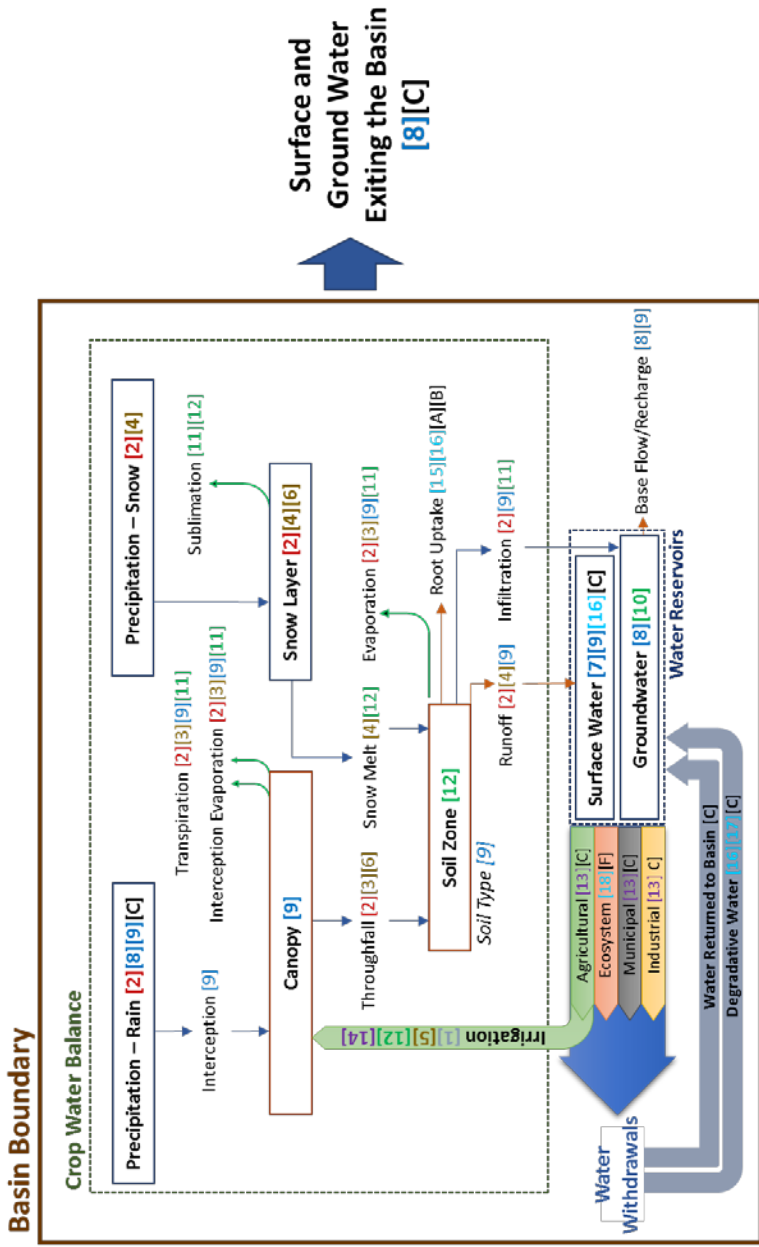 Basin Boundary
Crop Water Balance
Precipitation – Rain [2][8][9][C]
Precipitation – Snow [2][4]
Interception [9]
Transpiration [2][3][9][11]
Interception Evaporation [2][3][9][11]
Sublimation [11][12]
Canopy [9]
Snow Layer [2][4][6]
Throughfall [2][3][6]
Snow Melt [4][12]
Evaporation [2][3][9][11]
Irrigation [1][5][12][14]
Soil Zone [12]
Soil Type [9]
Root Uptake [15][16][A][B]
Runoff [2][4][9]
Infiltration [2][9][11]
Agricultural [13][C]
Ecosystem [18][F]
Municipal [13][C]
Industrial [13] C]
Surface Water [7][9][16][C]
Groundwater [8][10]
Water Reservoirs
Base Flow/Recharge [8][9]
Water
Withdrawals
Water Returned to Basin [C]
Degradative Water [16][17][C]
Surface and
Ground Water
Exiting the Basin
[8][C]